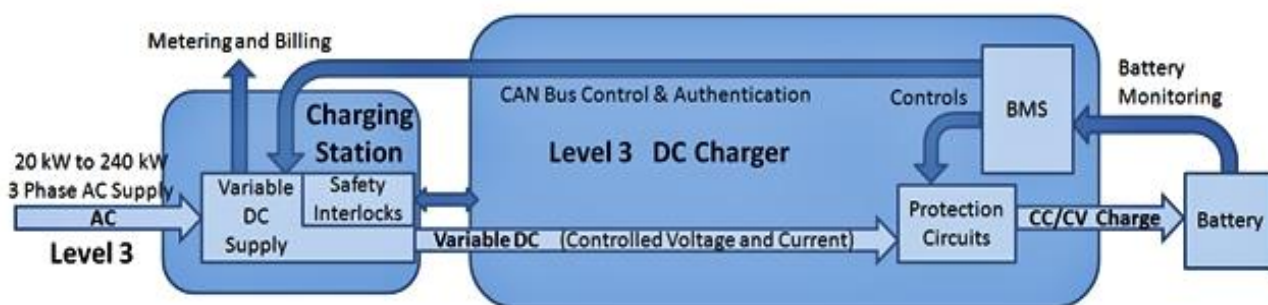 Metering and Billing
CAN Bus Control & Authentication
Controls
BMS
Battery
Monitoring
Charging
Station
Level 3 DC Charger
20 kW to 240 kW
3 Phase AC Supply
AC
Level 3
Variable
DC
Supply
Safety
Interlocks
Variable DC (Controlled Voltage and Current)
Protection
Circuits
CC/CV Charge
Battery